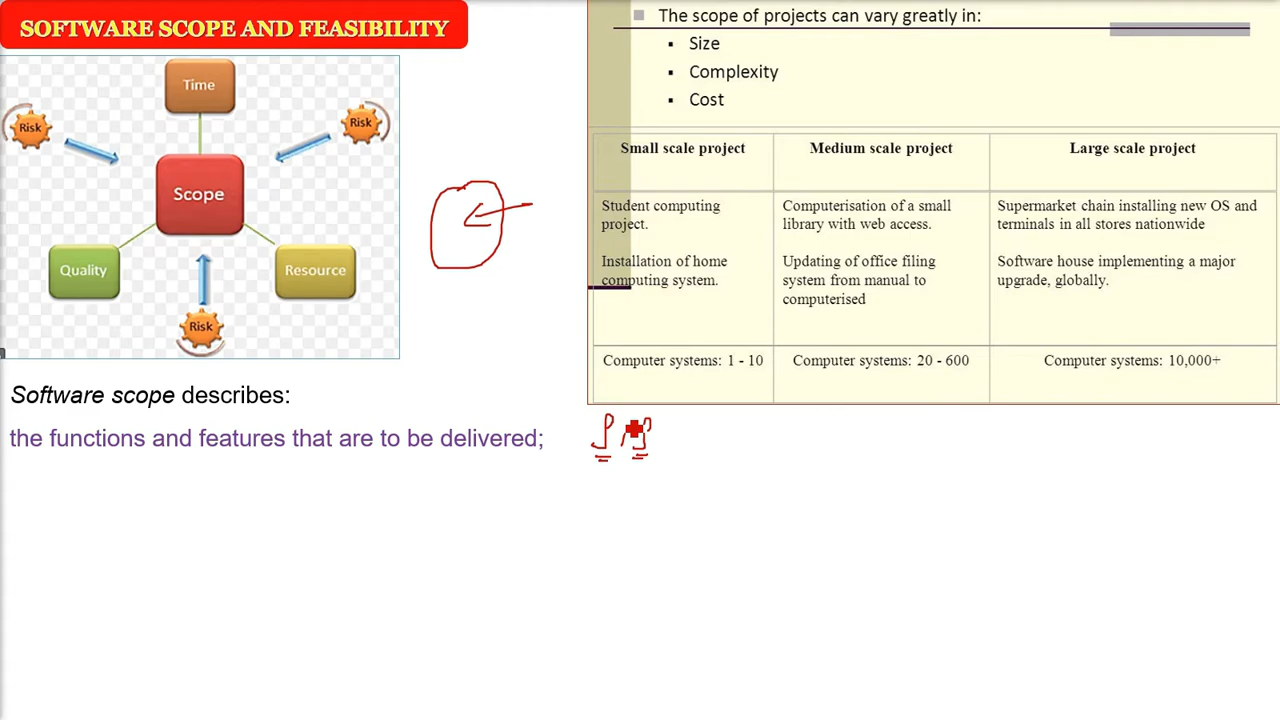 SOFTWARE SCOPE AND FEASIBILITY
Time
Risk
Risk
Scope
Quality
Resource
Risk
Software scope describes:
the functions and features that are to be delivered;
The scope of projects can vary greatly in:
Size
Complexity
Cost
Small scale project
Medium scale project
Large scale project
Student computing
project.
Installation of home
computing system.
Computerisation of a small
library with web access.
Updating of office filing
system from manual to
computerised
Supermarket chain installing new OS and
terminals in all stores nationwide
Software house implementing a major
upgrade, globally.
Computer systems: 1 - 10
Computer systems: 20 - 600
Computer systems: 10,000+